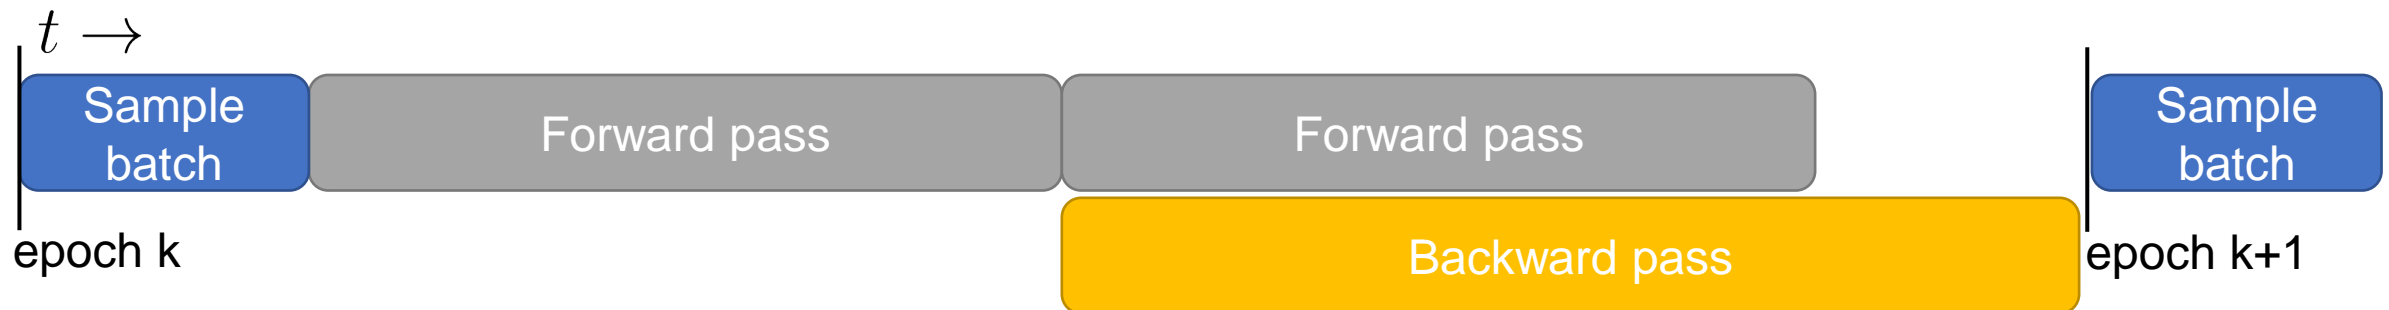 t →
Sample
batch
Forward pass
Forward pass
Sample
batch
Backward pass
epoch k
epoch k+1